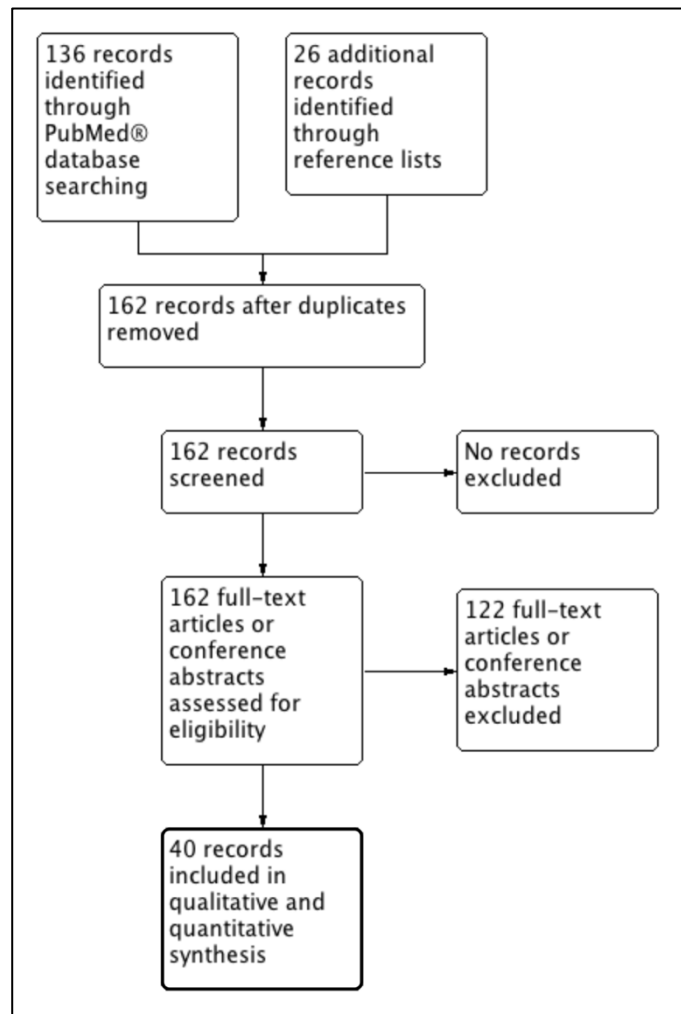 136 records
identified
through
PubMed®
database
searching
26 additional
records
identified
through
reference lists
162 records after duplicates
removed
162 records
screened
No records
excluded
162 full-text
articles or
conference
abstracts
assessed for
eligibility
122 full-text
articles or
conference
abstracts
excluded
40 records
included in
qualitative and
quantitative
synthesis